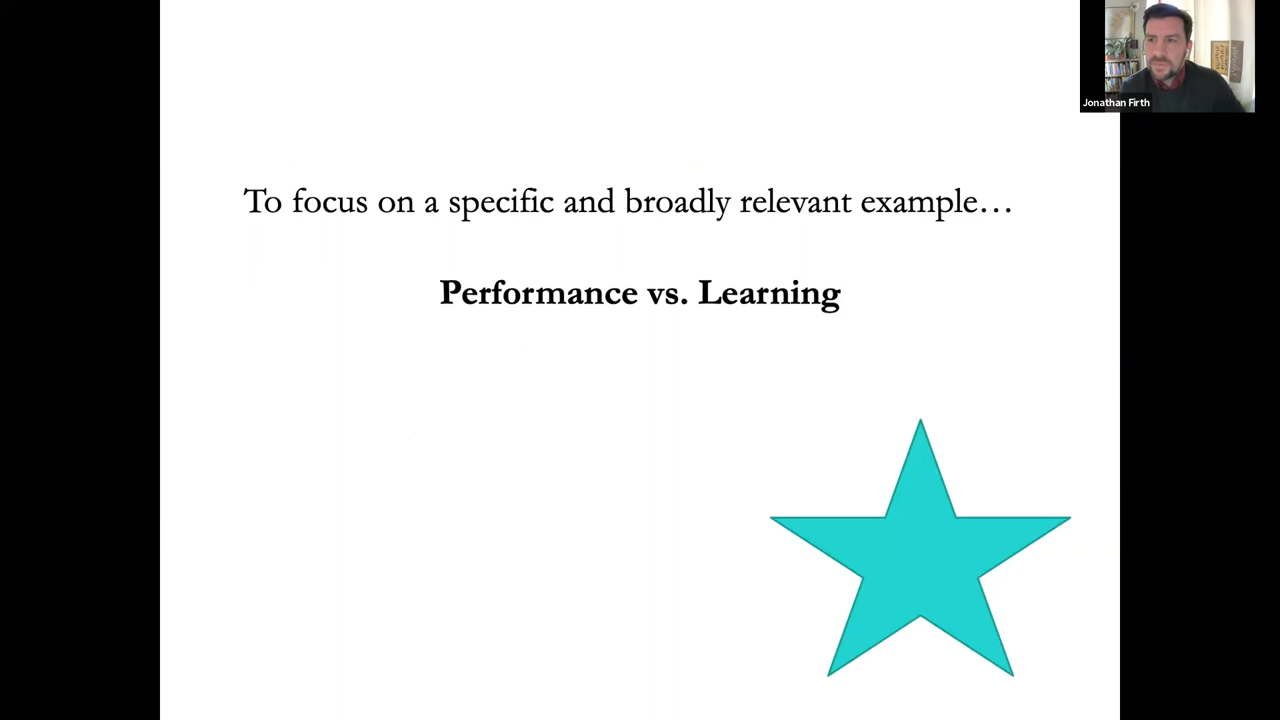 To focus on a specific and broadly relevant example…
Performance vs. Learning
Jonathan Firth